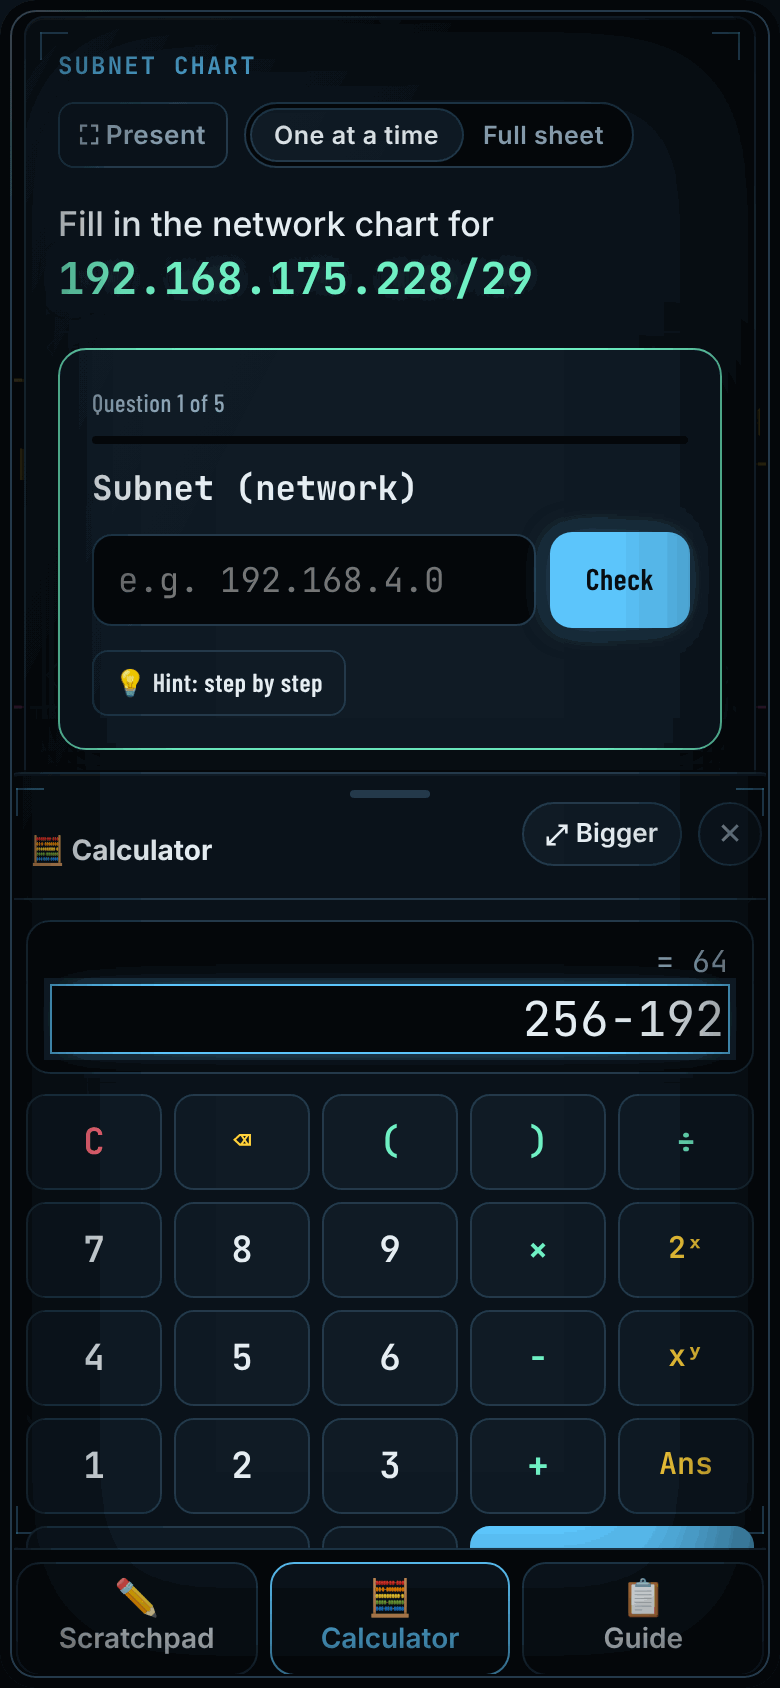 SUBNET CHART
Present
One at a time
Full sheet
Fill in the network chart for
192.168.175.228/29
Question 1 of 5
Subnet (network)
e.g. 192.168.4.0
Check
Hint: step by step
Calculator
Bigger
✕
= 64
256-192
C ⌫ ( ) ÷
7 8 9 × 2ˣ
4 5 6 - xʸ
1 2 3 + Ans
Scratchpad
Calculator
Guide